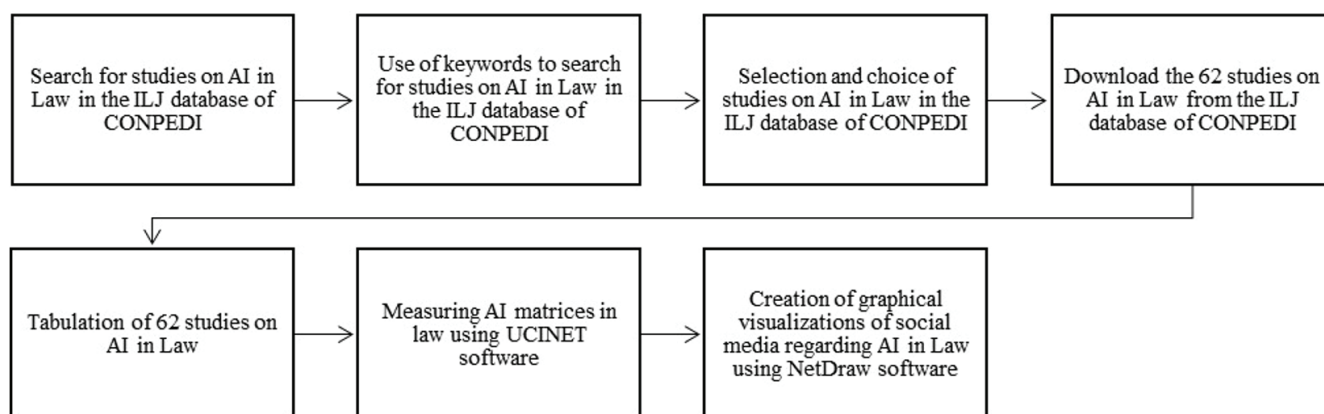 Search for studies on AI in
Law in the ILJ database of
CONPEDI
Use of keywords to search
for studies on AI in Law in
the ILJ database of
CONPEDI
Selection and choice of
studies on AI in Law in the
ILJ database of CONPEDI
Download the 62 studies on
AI in Law from the ILJ
database of CONPEDI
Tabulation of 62 studies on
AI in Law
Measuring AI matrices in
law using UCINET
software
Creation of graphical
visualizations of social
media regarding AI in Law
using NetDraw software